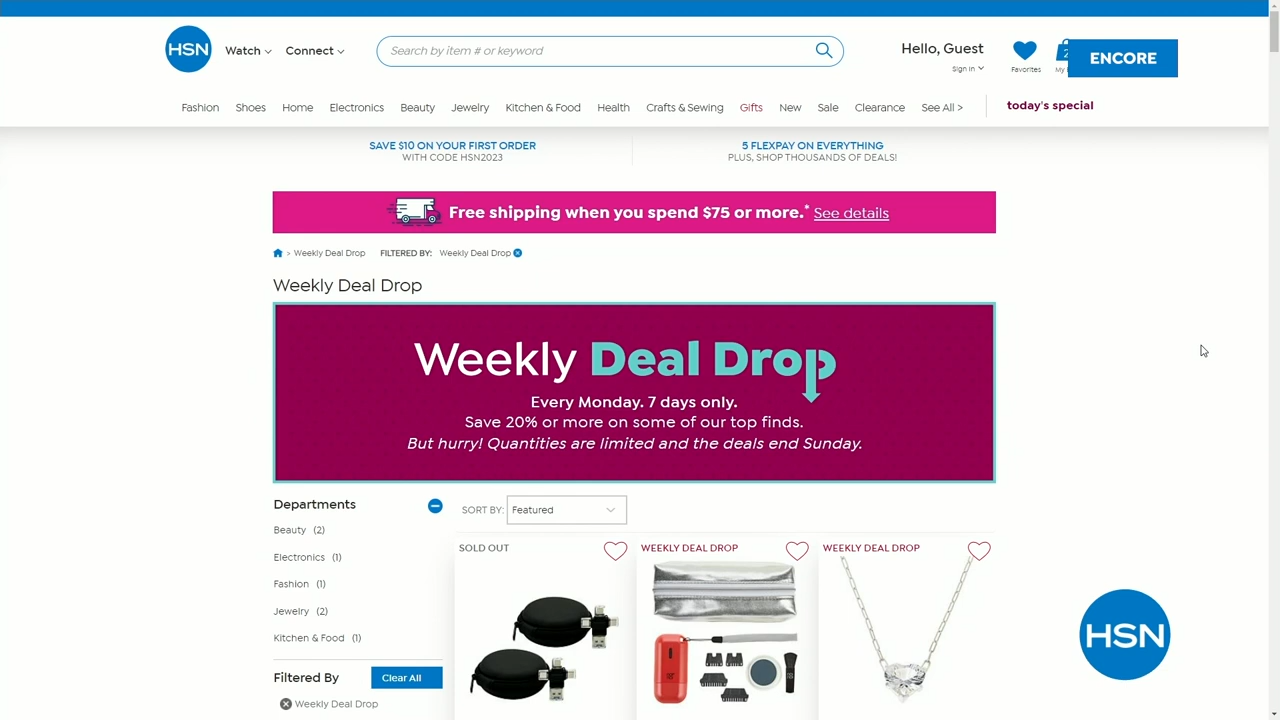 HSN
Watch
Connect
Search by item # or keyword
Hello, Guest
Sign In
Favorites
2
My
ENCORE
Fashion Shoes Home Electronics Beauty Jewelry Kitchen & Food Health Crafts & Sewing Gifts New Sale Clearance See All > today's special
SAVE $10 ON YOUR FIRST ORDER
WITH CODE HSN2023
5 FLEXPAY ON EVERYTHING
PLUS, SHOP THOUSANDS OF DEALS!
Free shipping when you spend $75 or more.* See details
> Weekly Deal Drop FILTERED BY: Weekly Deal Drop
Weekly Deal Drop
Weekly Deal Drop
Every Monday. 7 days only.
Save 20% or more on some of our top finds.
But hurry! Quantities are limited and the deals end Sunday.
Departments
Beauty (2)
Electronics (1)
Fashion (1)
Jewelry (2)
Kitchen & Food (1)
Filtered By
Clear All
Weekly Deal Drop
SORT BY: Featured
SOLD OUT
WEEKLY DEAL DROP
WEEKLY DEAL DROP
HSN